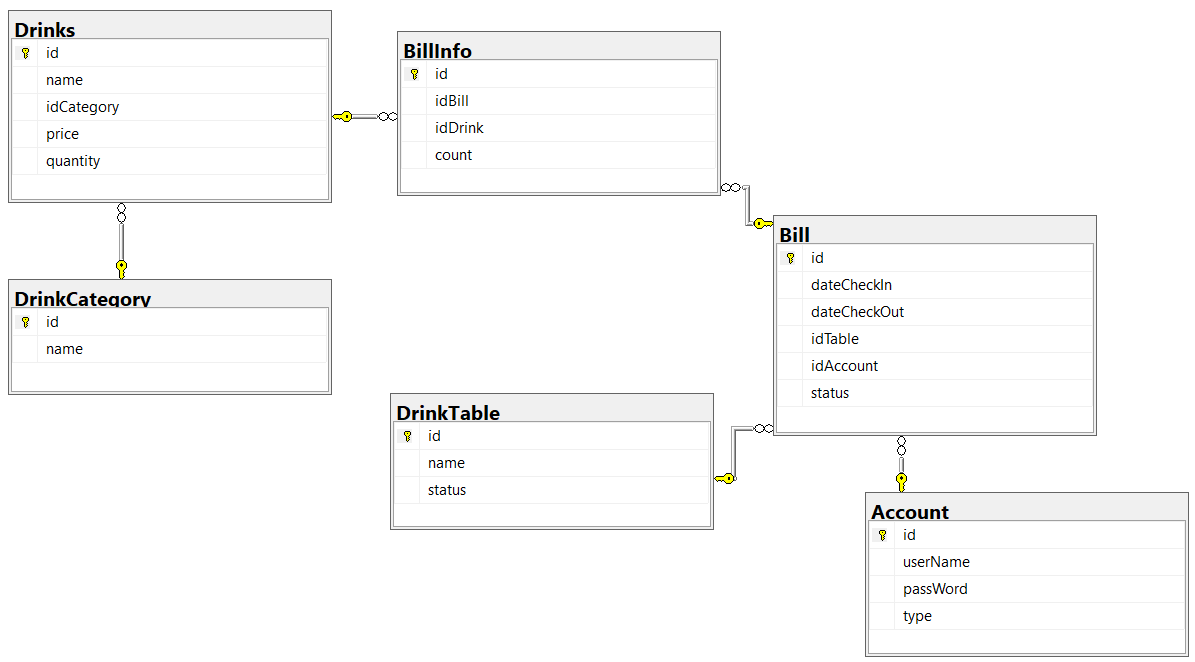 Drinks
id
name
idCategory
price
quantity
BillInfo
id
idBill
idDrink
count
Bill
id
dateCheckIn
dateCheckOut
idTable
idAccount
status
DrinkCategory
id
name
DrinkTable
id
name
status
Account
id
userName
passWord
type